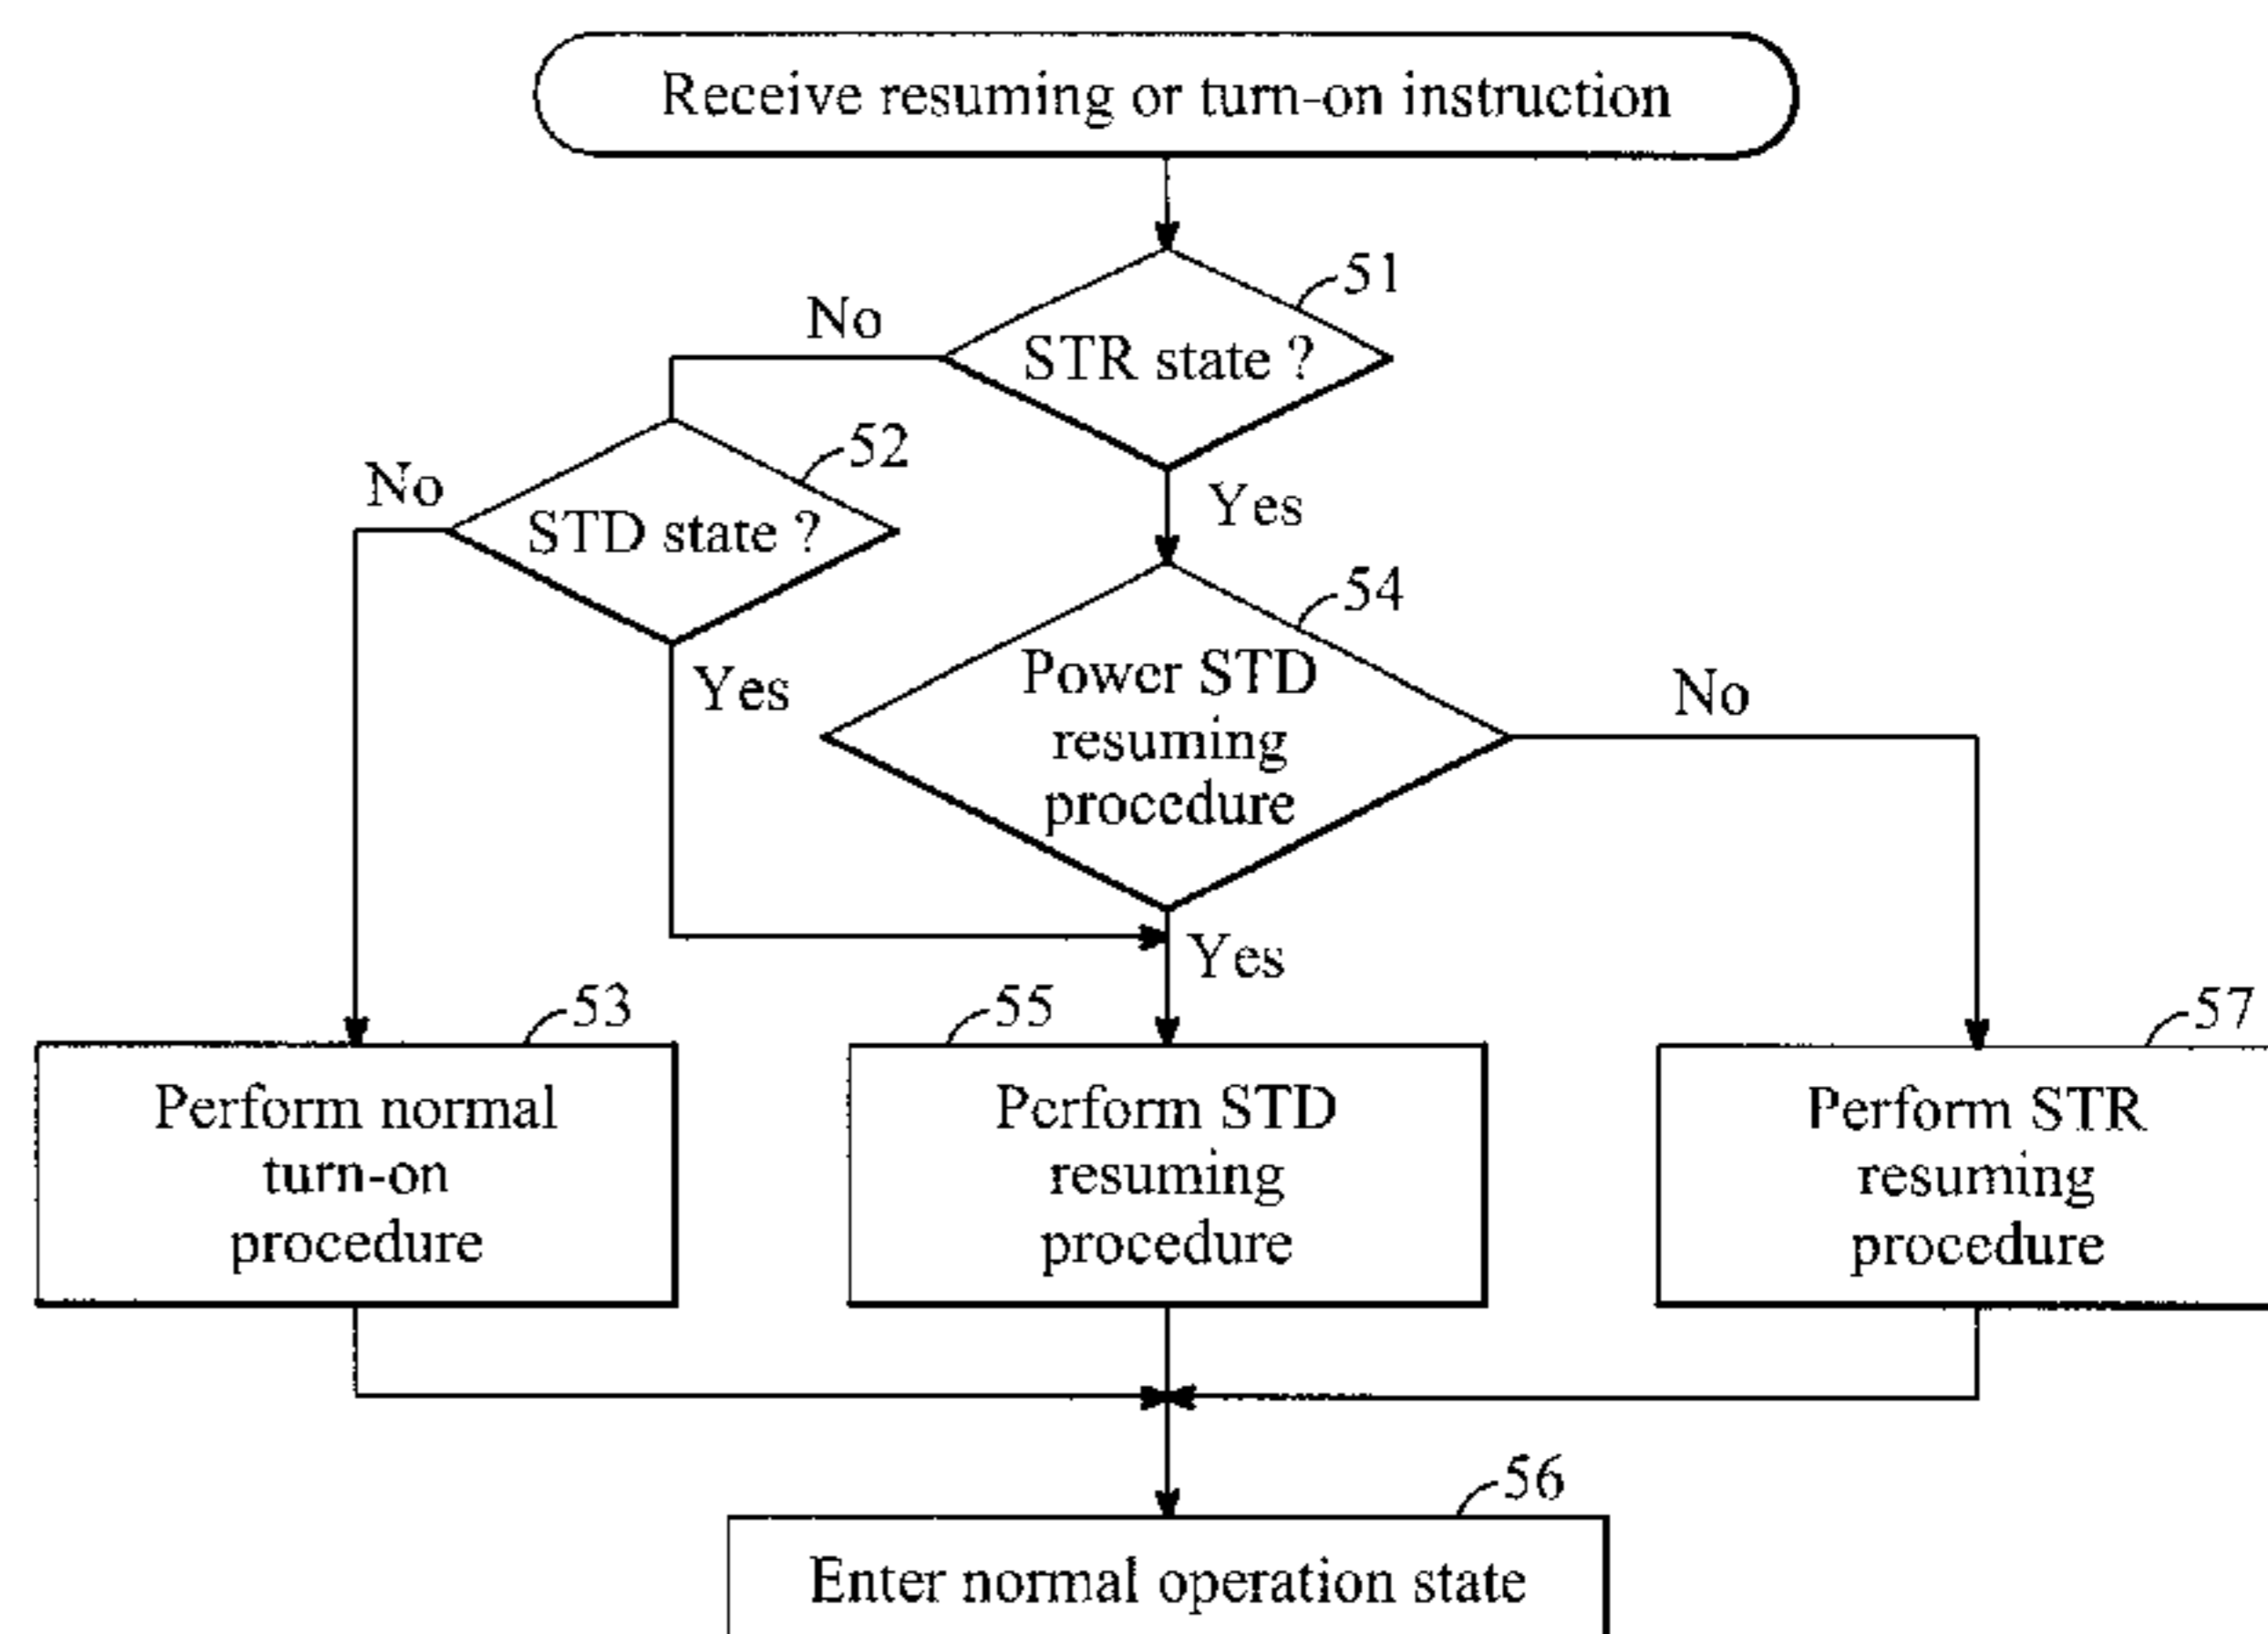 Receive resuming or turn-on instruction
51
No
STR state ?
52
No
STD state ?
Yes
54
Yes
Power STD
resuming
procedure
No
Yes
53
55
57
Perform normal
turn-on
procedure
Perform STD
resuming
procedure
Perform STR
resuming
procedure
56
Enter normal operation state